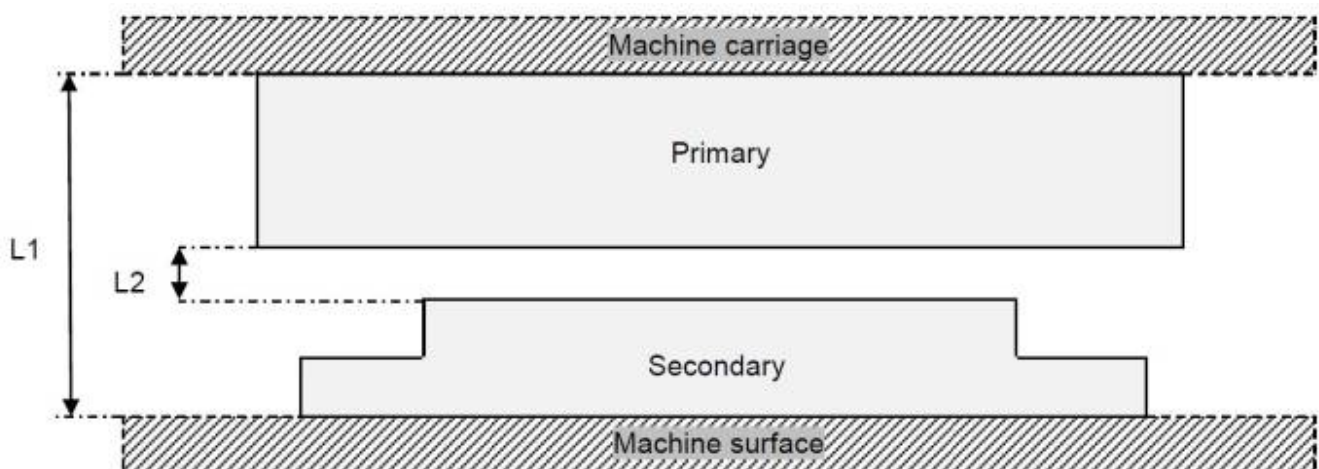 Machine carriage
Primary
L1
L2
Secondary
Machine surface